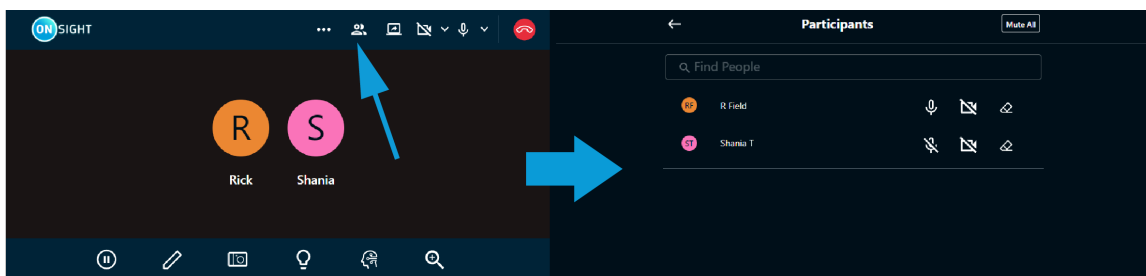 ON SIGHT
R S
Rick Shania
Participants
Mute All
Find People
RF R Field
ST Shania T